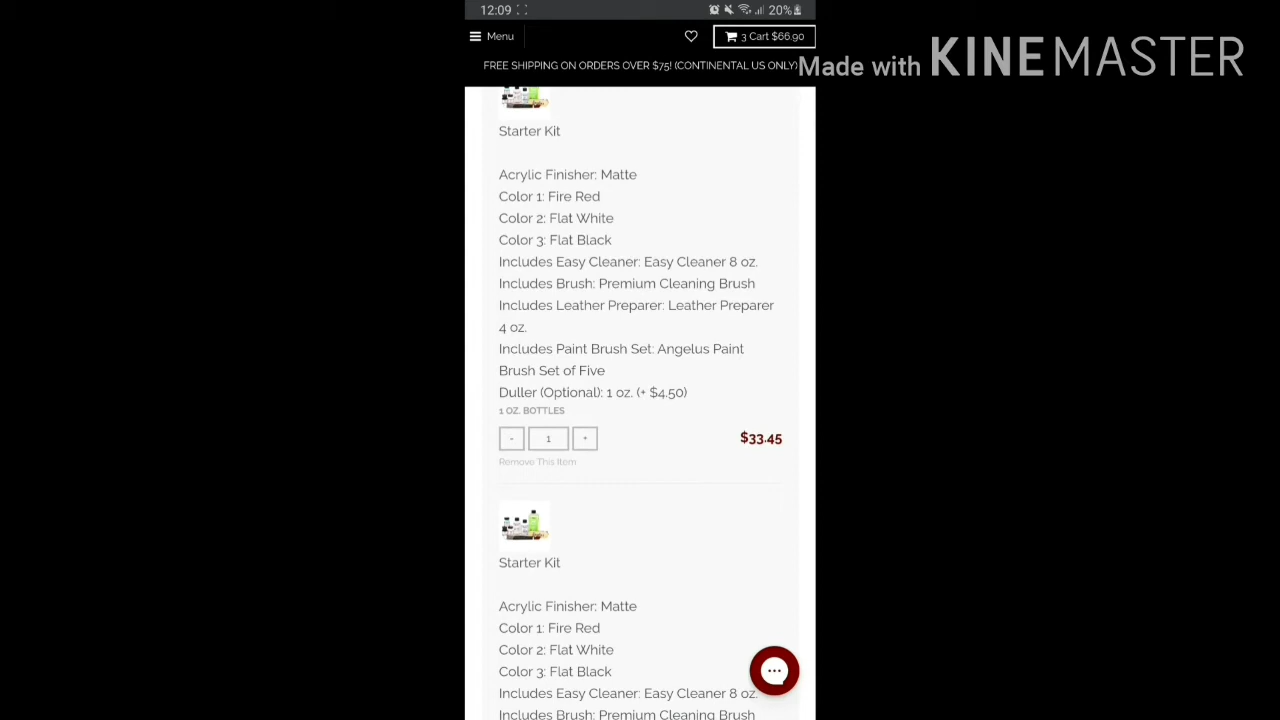 12:09
20%
Menu
3 Cart $66.90
FREE SHIPPING ON ORDERS OVER $75! (CONTINENTAL US ONLY)
Made with KINEMASTER
Starter Kit
Acrylic Finisher: Matte
Color 1: Fire Red
Color 2: Flat White
Color 3: Flat Black
Includes Easy Cleaner: Easy Cleaner 8 oz.
Includes Brush: Premium Cleaning Brush
Includes Leather Preparer: Leather Preparer
4 oz.
Includes Paint Brush Set: Angelus Paint
Brush Set of Five
Duller (Optional): 1 oz. (+ $4.50)
1 OZ. BOTTLES
- 1 +
$33.45
Remove This Item
Starter Kit
Acrylic Finisher: Matte
Color 1: Fire Red
Color 2: Flat White
Color 3: Flat Black
Includes Easy Cleaner: Easy Cleaner 8 oz.
Includes Brush: Premium Cleaning Brush